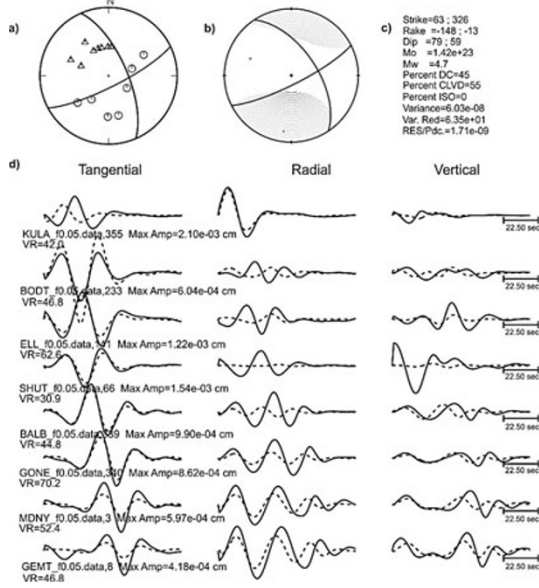 a)
N
b)
c)
Strike=63 ; 326
Rake =-148 ; -13
Dip =79 ; 59
Mo =1.42e+23
Mw =4.7
Percent DC=45
Percent CLVD=55
Percent ISO=0
Variance=6.03e-08
Var. Red=6.35e+01
RES/Pdc.=1.71e-09
d)
Tangential
Radial
Vertical
KULA_f0.05.data,355 Max Amp=2.10e-03 cm
VR=42.0
22.50 sec
BODT_f0.05.data,233 Max Amp=6.04e-04 cm
VR=46.8
22.50 sec
ELL_f0.05.data,141 Max Amp=1.22e-03 cm
VR=62.6
22.50 sec
SHUT_f0.05.data,66 Max Amp=1.54e-03 cm
VR=30.9
22.50 sec
BALB_f0.05.data,339 Max Amp=9.90e-04 cm
VR=44.8
22.50 sec
GONE_f0.05.data,340 Max Amp=8.62e-04 cm
VR=70.2
22.50 sec
MDNY_f0.05.data,3 Max Amp=5.97e-04 cm
VR=52.4
22.50 sec
GEMT_f0.05.data,8 Max Amp=4.18e-04 cm
VR=46.8
22.50 sec